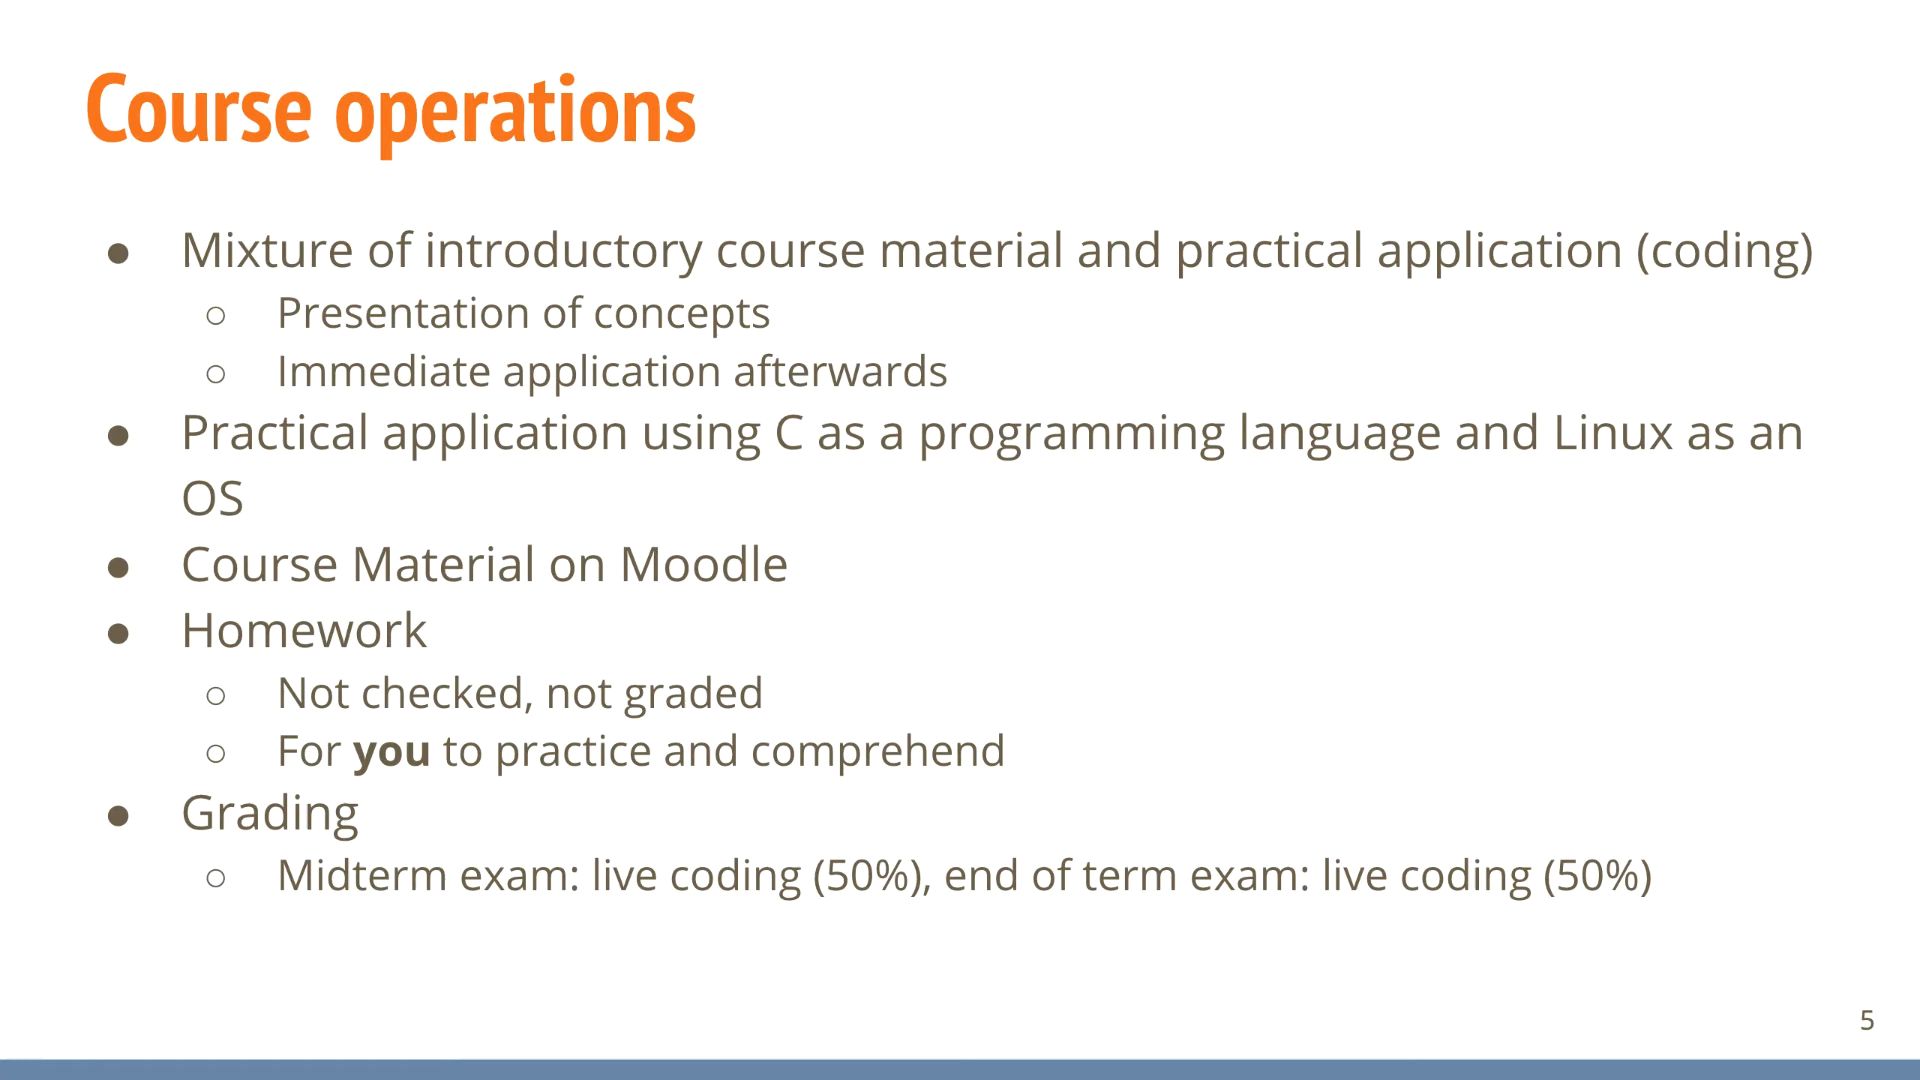 Course operations
● Mixture of introductory course material and practical application (coding)
○ Presentation of concepts
○ Immediate application afterwards
● Practical application using C as a programming language and Linux as an
OS
● Course Material on Moodle
● Homework
○ Not checked, not graded
○ For you to practice and comprehend
● Grading
○ Midterm exam: live coding (50%), end of term exam: live coding (50%)
5